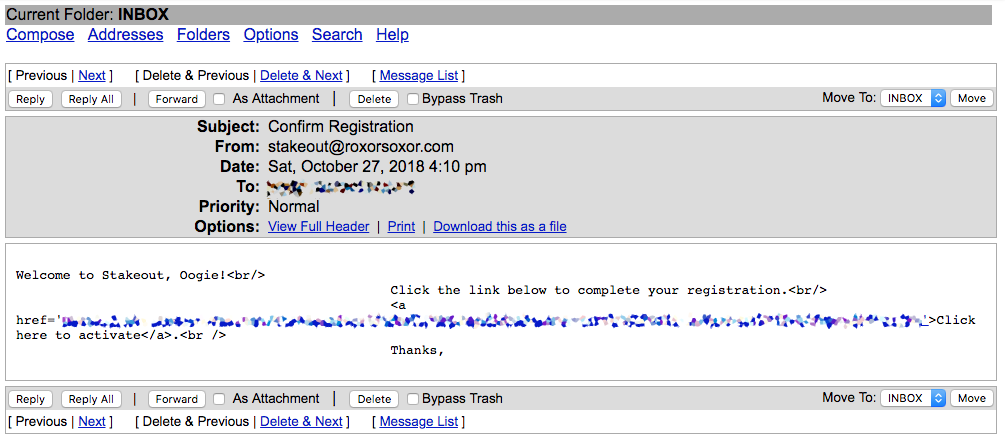 Current Folder: INBOX
Compose Addresses Folders Options Search Help
[ Previous | Next ] [ Delete & Previous | Delete & Next ] [ Message List ]
Reply Reply All | Forward As Attachment | Delete Bypass Trash Move To: INBOX Move
Subject: Confirm Registration
From: stakeout@roxorsoxor.com
Date: Sat, October 27, 2018 4:10 pm
To:
Priority: Normal
Options: View Full Header | Print | Download this as a file
Welcome to Stakeout, Oogie!<br/>
Click the link below to complete your registration.<br/>
<a
href=' '>Click
here to activate</a>.<br />
Thanks,
Reply Reply All | Forward As Attachment | Delete Bypass Trash Move To: INBOX Move
[ Previous | Next ] [ Delete & Previous | Delete & Next ] [ Message List ]